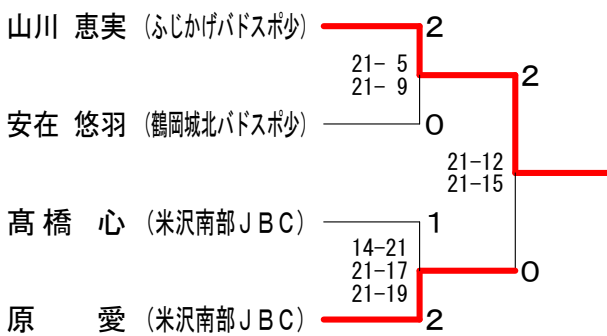 山川 恵実 (ふじかげバドスポ少) 2
21- 5
21- 9
2
安在 悠羽 (鶴岡城北バドスポ少) 0
21-12
21-15
髙橋 心 (米沢南部ＪＢＣ) 1
14-21
21-17
21-19
0
原 愛 (米沢南部ＪＢＣ) 2